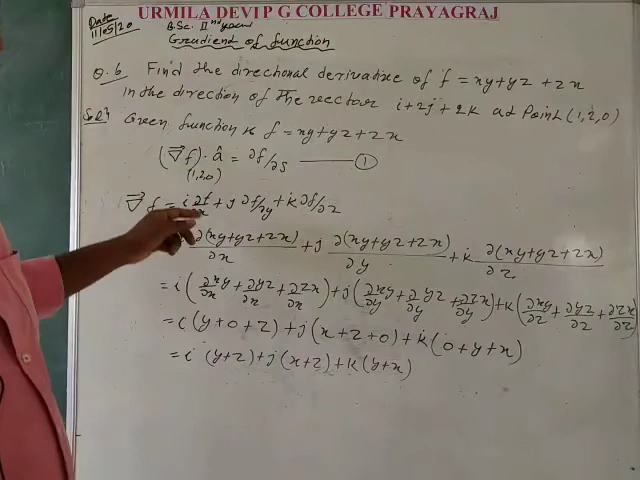 URMILA DEVI P G COLLEGE PRAYAGRAJ
Date 11/05/20
B.Sc. II nd year
Gradiend of function
Q.6 Find the directional derivative of f = xy+yz+zx
in the direction of the vector i+2j+2k ad Point (1,2,0)
Solⁿ Given function is f = xy+yz+zx
(∇⃗f)·â = ∂f/∂s ——— ①
(1,2,0)
∇⃗f = i ∂f/∂x + j ∂f/∂y + k ∂f/∂z
∂(xy+yz+zx)/∂x + j ∂(xy+yz+zx)/∂y + k ∂(xy+yz+zx)/∂z
= i(∂xy/∂x + ∂yz/∂x + ∂zx/∂x) + j(∂xy/∂y + ∂yz/∂y + ∂zx/∂y) + k(∂xy/∂z + ∂yz/∂z + ∂zx/∂z)
= i(y+0+z) + j(x+z+0) + k(0+y+x)
= i (y+z) + j(x+z) + k(y+x)